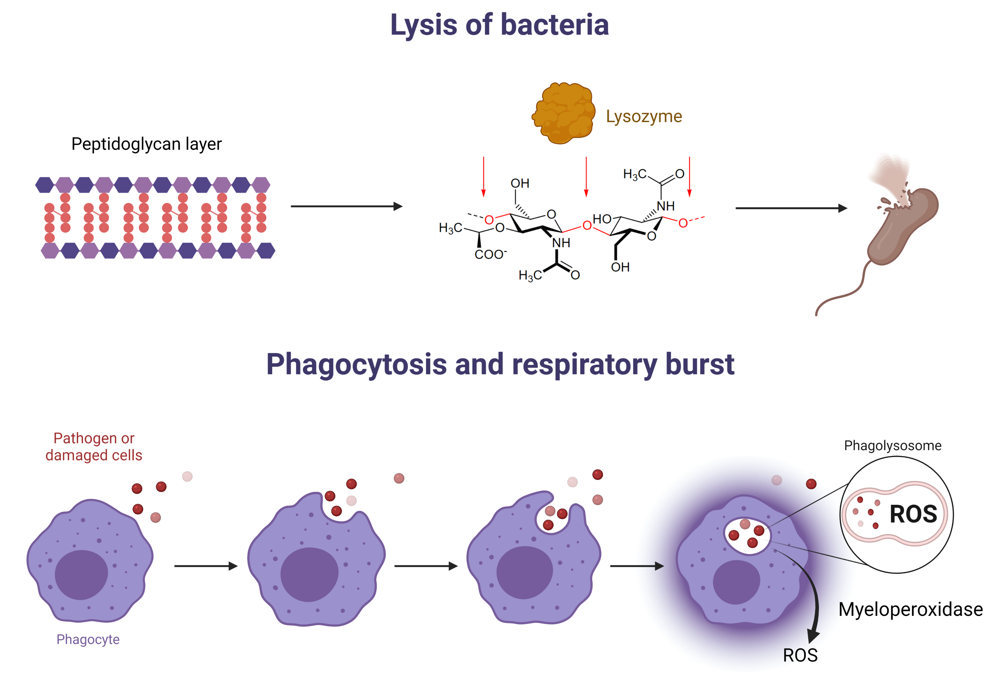 Lysis of bacteria
Lysozyme
Peptidoglycan layer
H₃C
O
OH
NH
O
HO
O
O
O
H₃C
O
O
NH
COO⁻
OH
H₃C
O
Phagocytosis and respiratory burst
Pathogen or
damaged cells
Phagolysosome
ROS
Myeloperoxidase
Phagocyte
ROS